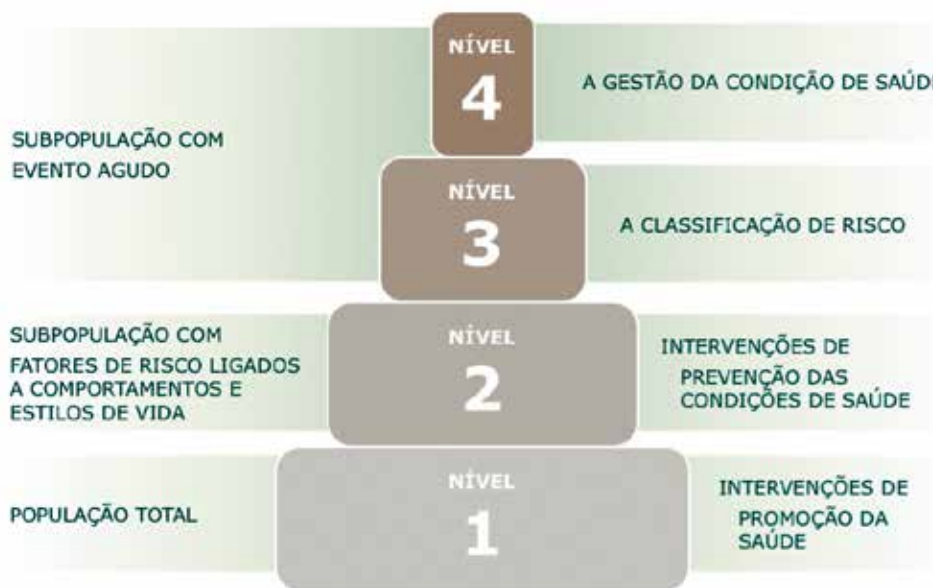 NÍVEL
4
A GESTÃO DA CONDIÇÃO DE SAÚD
SUBPOPULAÇÃO COM
EVENTO AGUDO
NÍVEL
3
A CLASSIFICAÇÃO DE RISCO
SUBPOPULAÇÃO COM
FATORES DE RISCO LIGADOS
A COMPORTAMENTOS E
ESTILOS DE VIDA
NÍVEL
2
INTERVENÇÕES DE
PREVENÇÃO DAS
CONDIÇÕES DE SAÚDE
POPULAÇÃO TOTAL
NÍVEL
1
INTERVENÇÕES DE
PROMOÇÃO DA
SAÚDE